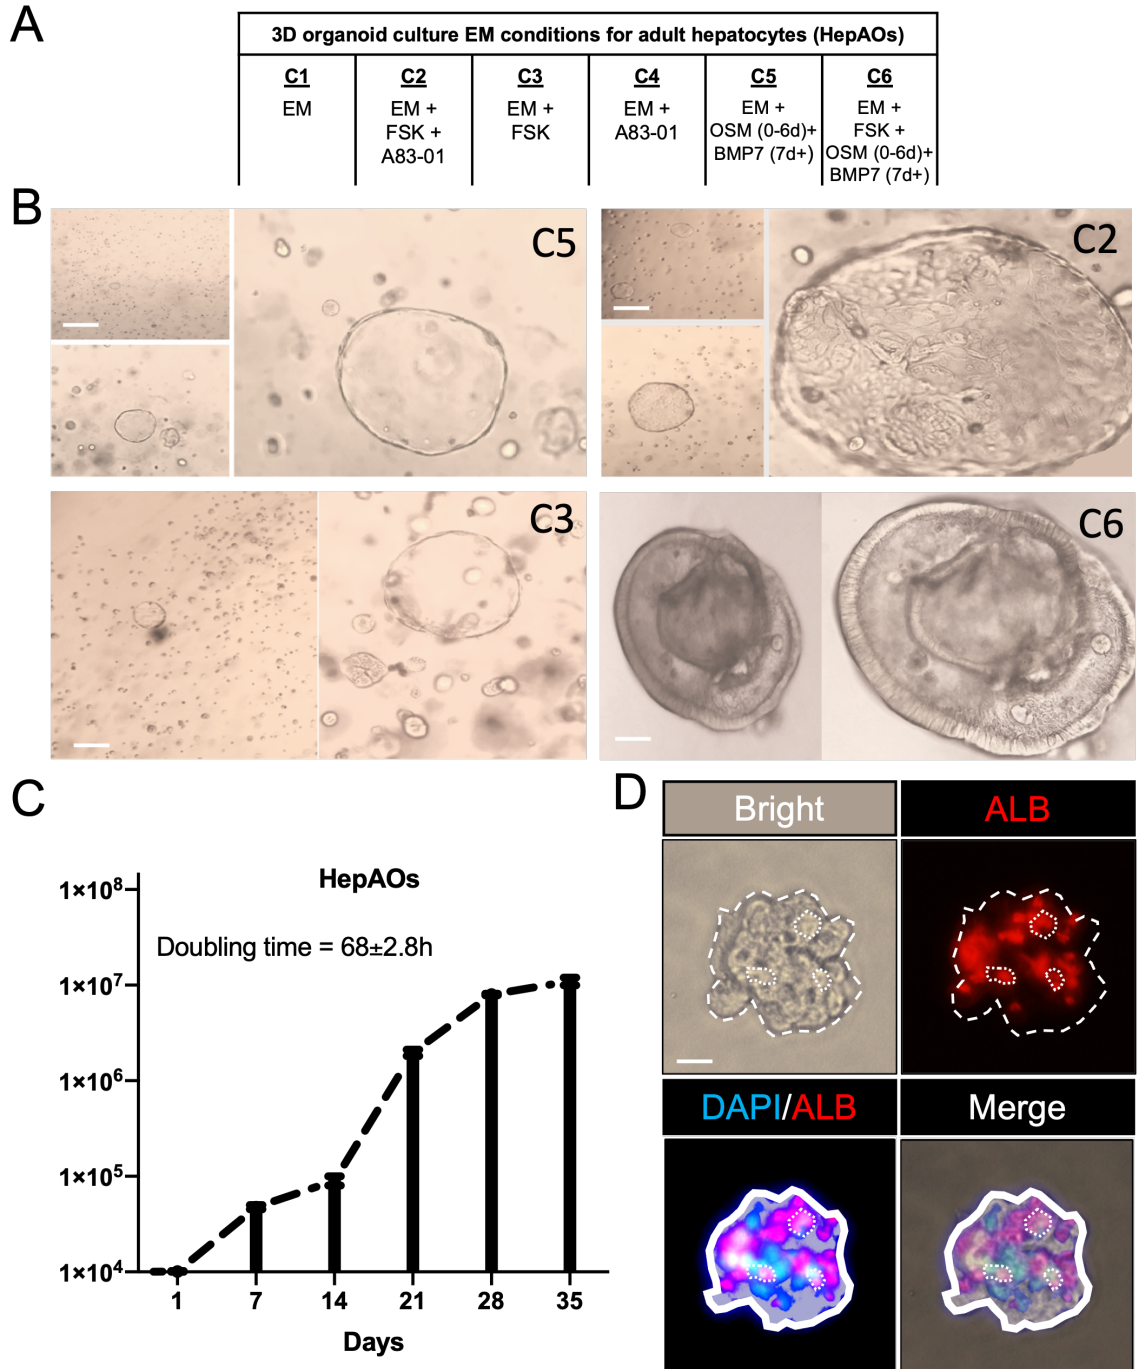 A
3D organoid culture EM conditions for adult hepatocytes (HepAOs)
C1
EM
C2
EM +
FSK +
A83-01
C3
EM +
FSK
C4
EM +
A83-01
C5
EM +
OSM (0-6d)+
BMP7 (7d+)
C6
EM +
FSK +
OSM (0-6d)+
BMP7 (7d+)
B
C5
C2
C3
C6
C
HepAOs
Doubling time = 68±2.8h
1×10⁸
1×10⁷
1×10⁶
1×10⁵
1×10⁴
1 7 14 21 28 35
Days
D
Bright
ALB
DAPI/ALB
Merge